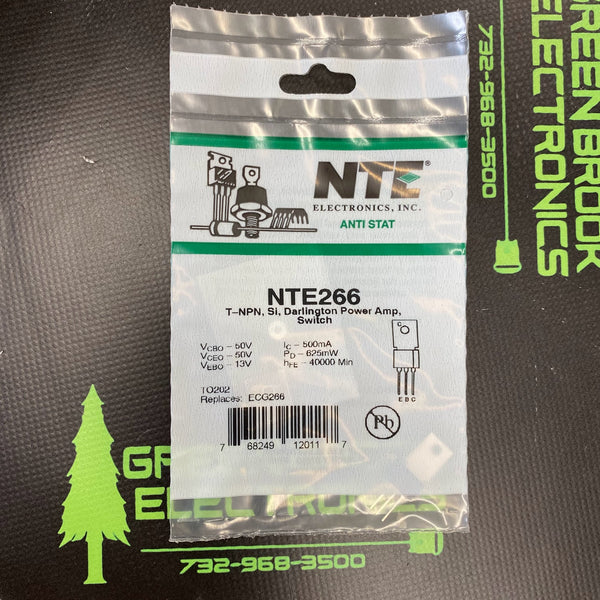 NTE®
ELECTRONICS, INC.
ANTI STAT
NTE266
T-NPN, Si, Darlington Power Amp,
Switch
VCBO – 50V
VCEO – 50V
VEBO – 13V
IC – 500mA
PD – 625mW
hFE – 40000 Min
E B C
TO202
Replaces: ECG266
Pb
7 68249 12011 7
GREEN BROOK
ELECTRONICS
732-968-3500
GR
ELECTRONICS
732-968-3500